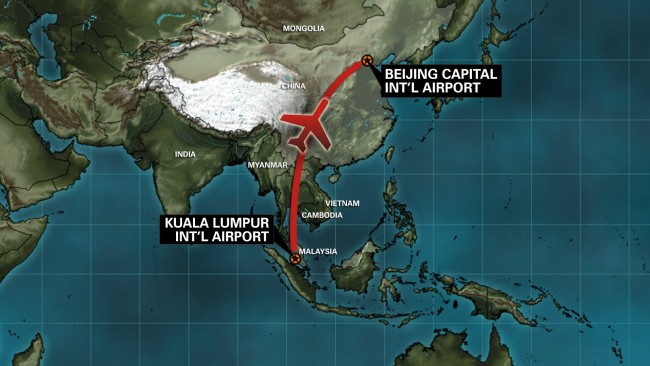 MONGOLIA
BEIJING CAPITAL
INT'L AIRPORT
CHINA
INDIA
MYANMAR
VIETNAM
CAMBODIA
KUALA LUMPUR
INT'L AIRPORT
MALAYSIA